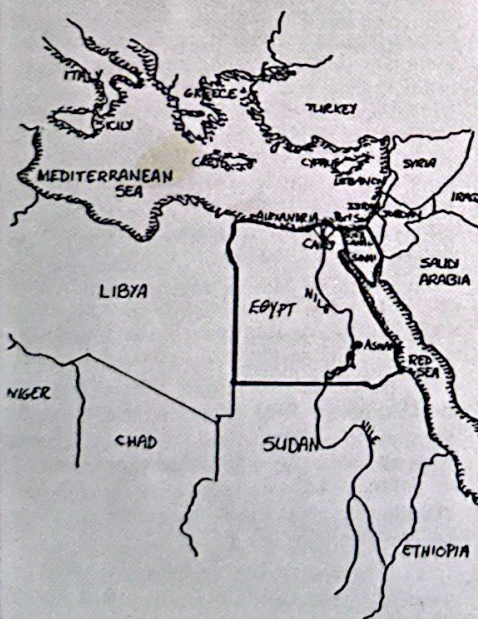 ITALY
GREECE
TURKEY
SICILY
CYPRUS
SYRIA
LEBANON
MEDITERRANEAN
SEA
IRAQ
ALEXANDRIA
JORDAN
CAIRO
CANAL
SINAI
SAUDI
ARABIA
LIBYA
EGYPT
NILE
ASWAN
RED
SEA
NIGER
CHAD
SUDAN
NILE
ETHIOPIA